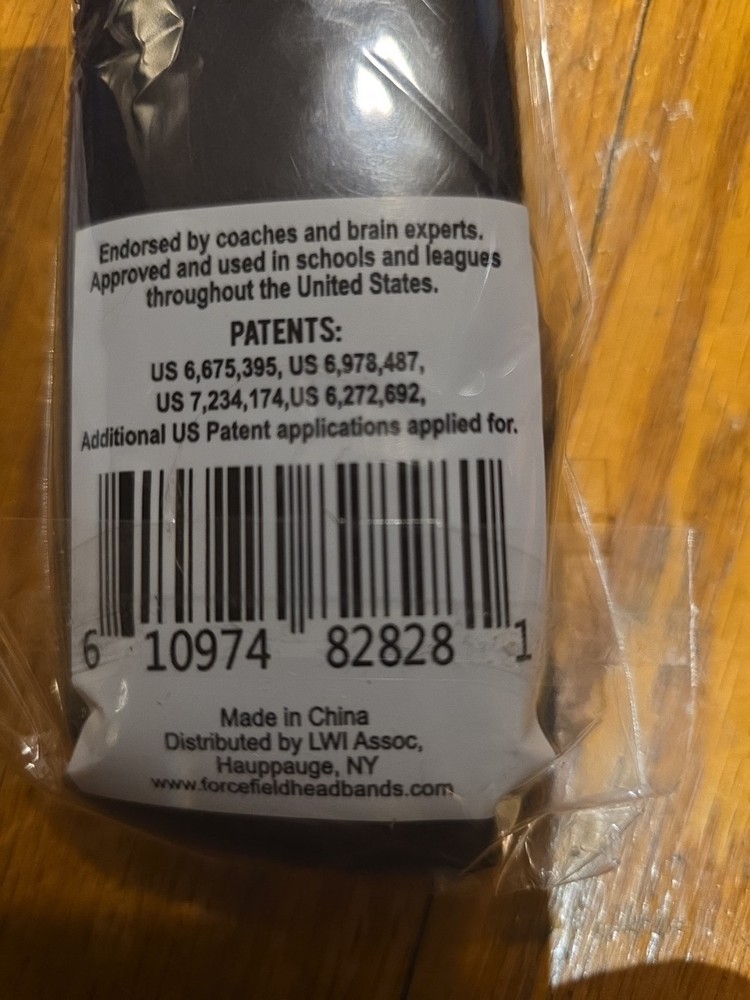 Endorsed by coaches and brain experts.
Approved and used in schools and leagues
throughout the United States.
PATENTS:
US 6,675,395, US 6,978,487,
US 7,234,174,US 6,272,692,
Additional US Patent applications applied for.
6 10974 82828 1
Made in China
Distributed by LWI Assoc,
Hauppauge, NY
www.forcefieldheadbands.com